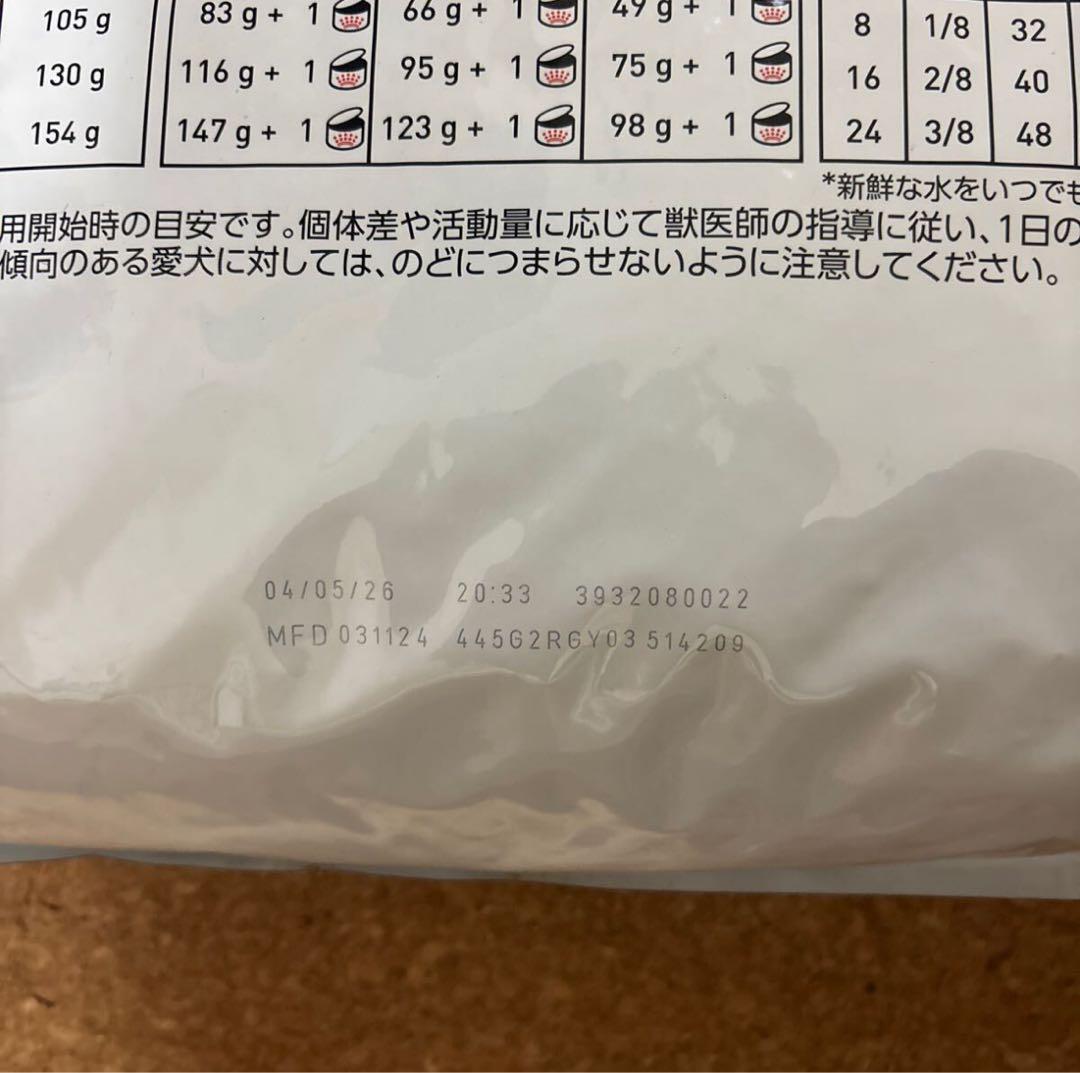 105 g 83 g + 1 66 g + 1 49 g + 1 8 1/8 32
130 g 116 g + 1 95 g + 1 75 g + 1 16 2/8 40
154 g 147 g + 1 123 g + 1 98 g + 1 24 3/8 48
*新鮮な水をいつでも
用開始時の目安です。個体差や活動量に応じて獣医師の指導に従い、1日の
傾向のある愛犬に対しては、のどにつまらせないように注意してください。
04/05/26 20:33 3932080022
MFD 031124 445G2RGY03 514209